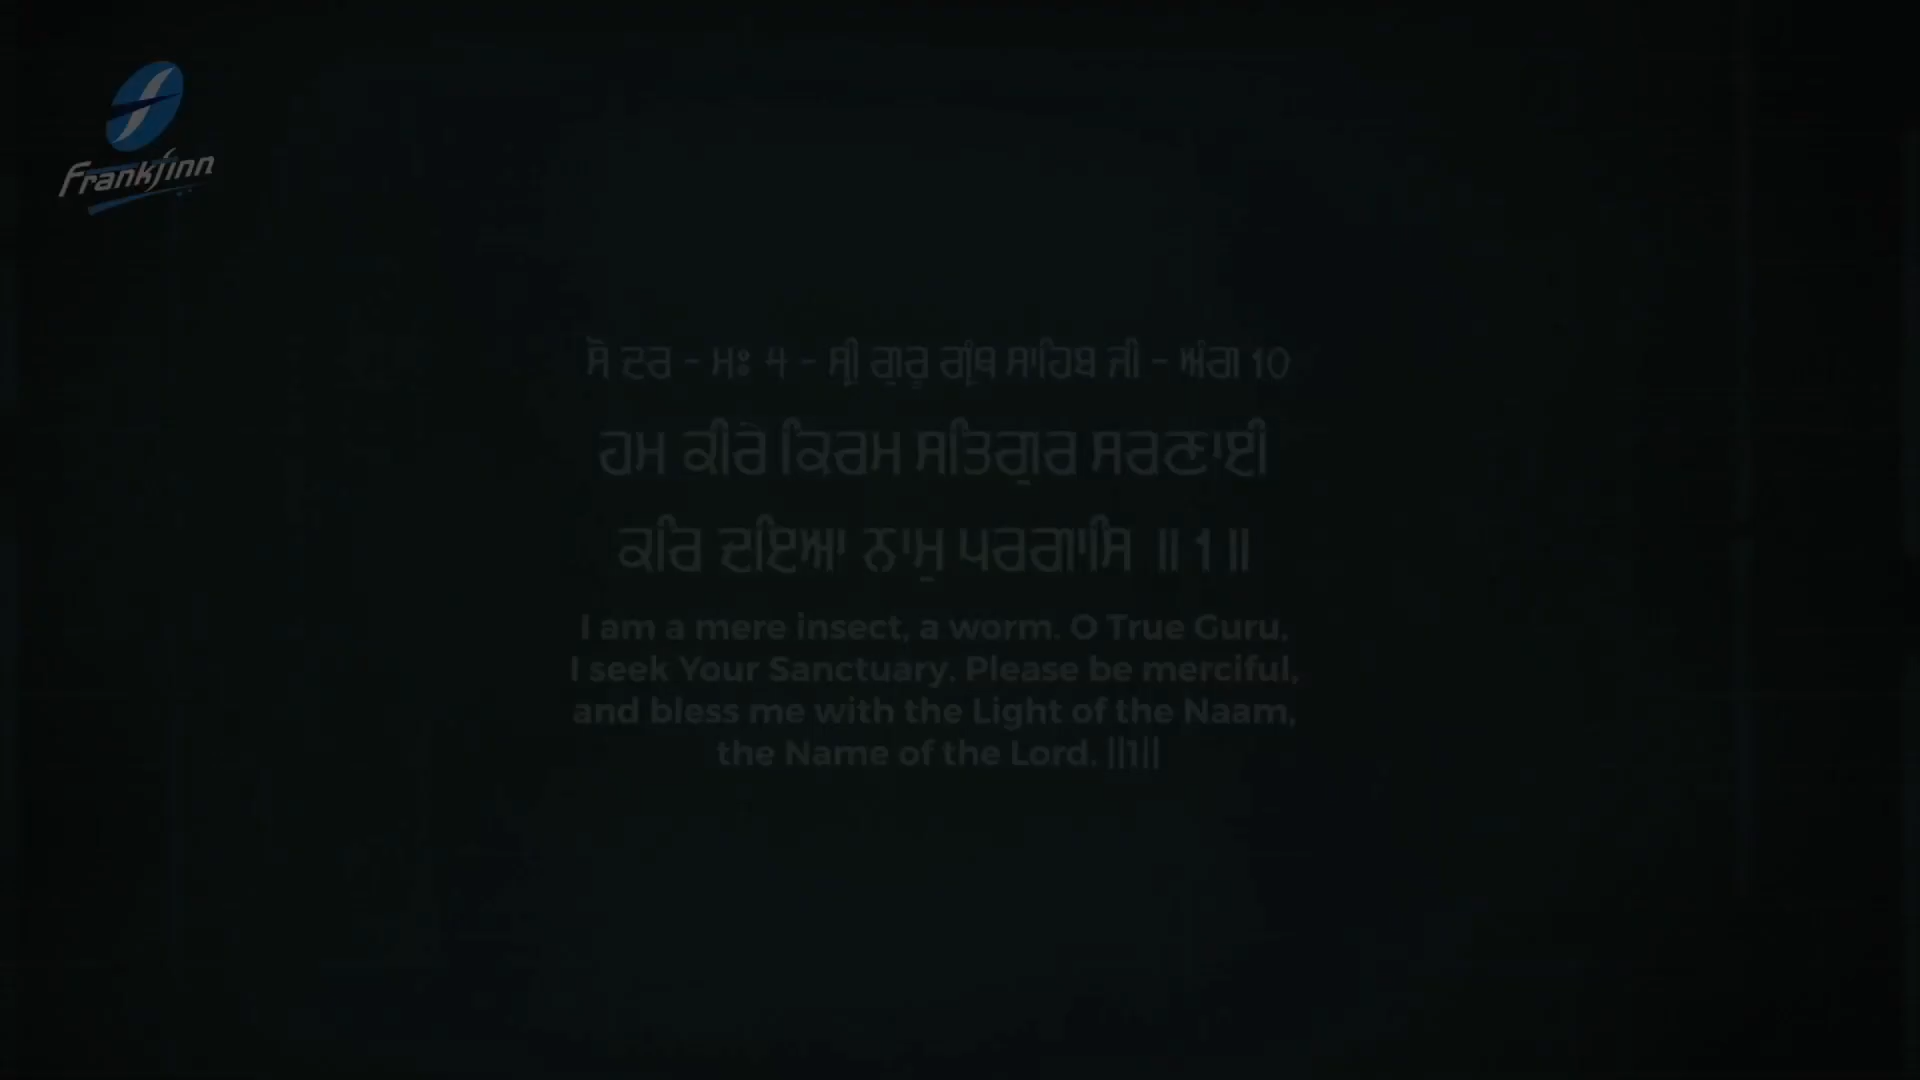 Frankfinn
ਸੋ ਦਰ - ਮਃ 4 - ਸ੍ਰੀ ਗੁਰੂ ਗ੍ਰੰਥ ਸਾਹਿਬ ਜੀ - ਅੰਗ 10
ਹਮ ਕੀਰੇ ਕਿਰਮ ਸਤਿਗੁਰ ਸਰਣਾਈ
ਕਰਿ ਦਇਆ ਨਾਮੁ ਪਰਗਾਸਿ ॥1॥
I am a mere insect, a worm. O True Guru,
I seek Your Sanctuary. Please be merciful,
and bless me with the Light of the Naam,
the Name of the Lord. ||1||